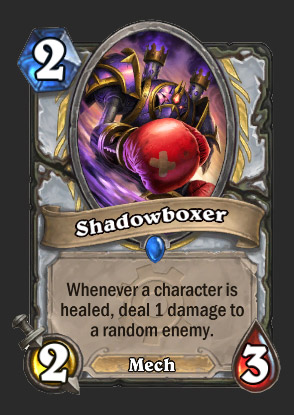 2
Shadowboxer
Whenever a character is
healed, deal 1 damage to
a random enemy.
2
Mech
3